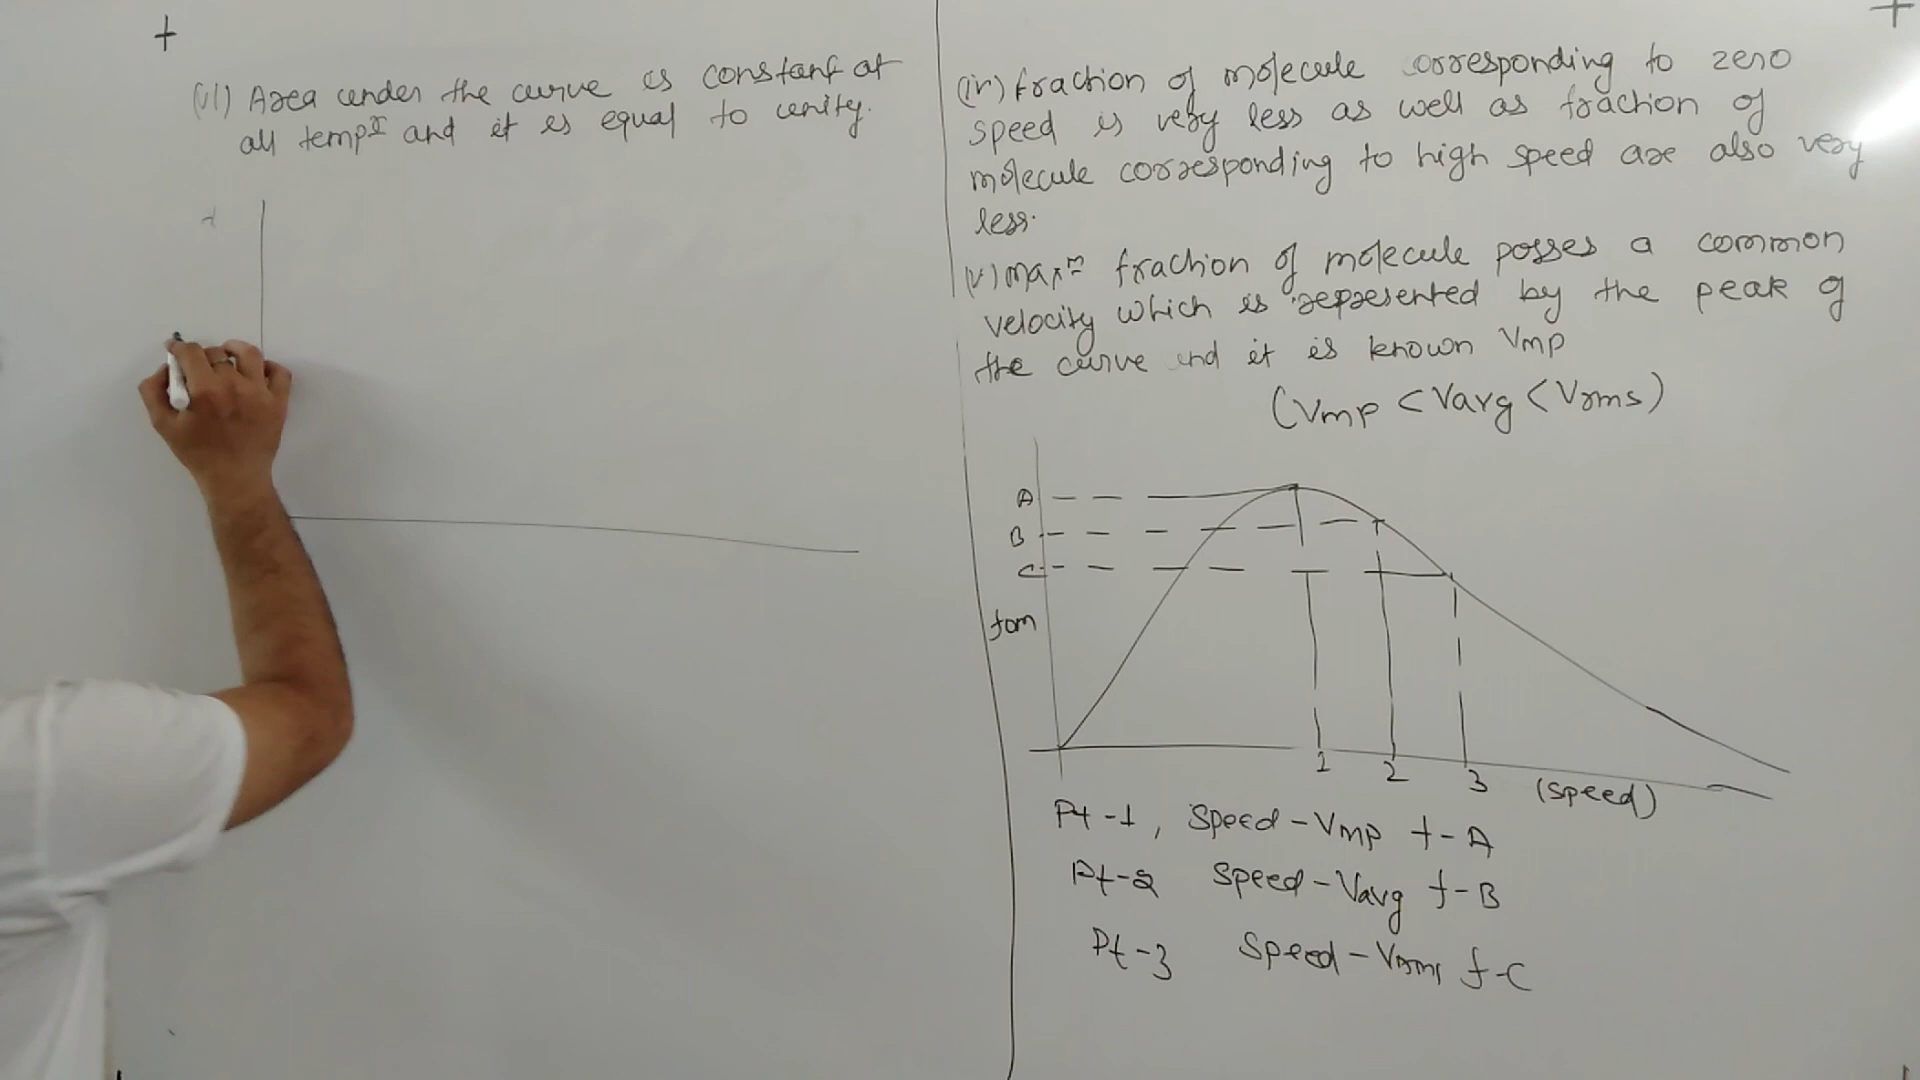 (VI) Area under the curve is constant at
all temp^r and it is equal to unity.
(iv) fraction of molecule corresponding to zero
speed is very less as well as fraction of
molecule corresponding to high speed are also very
less.
(v) max^m fraction of molecule posses a common
velocity which is represented by the peak of
the curve and it is known Vmp
(Vmp < Vavg < Vrms)
A
B
C
fom
1 2 3 (speed)
Pt-1, Speed-Vmp f-A
Pt-2 Speed-Vavg f-B
Pt-3 Speed-Vrms f-C